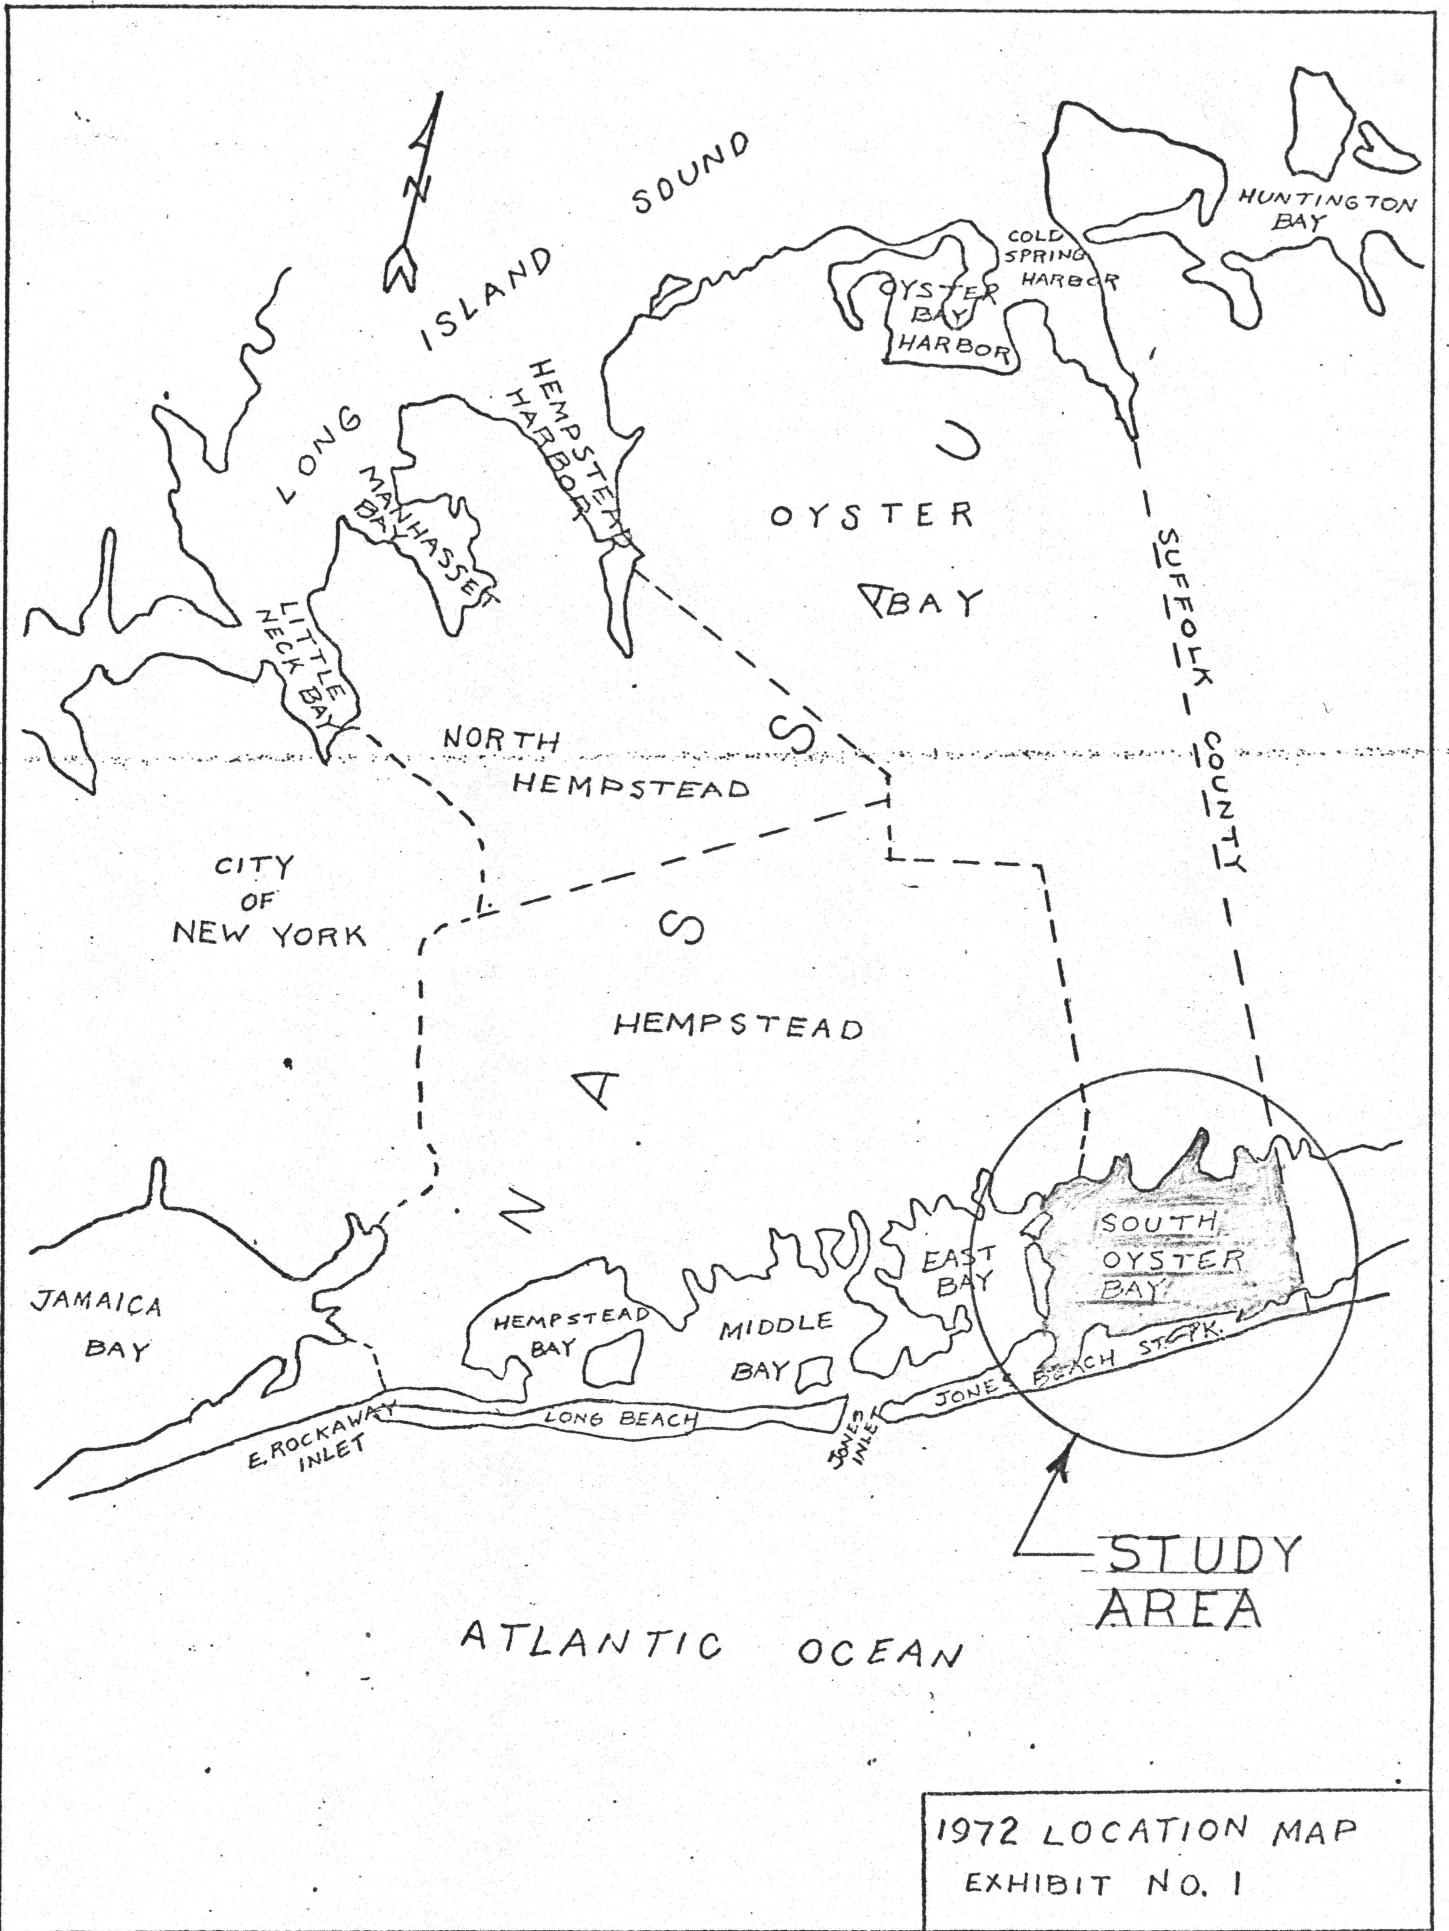 N
LONG ISLAND SOUND
HUNTINGTON
BAY
COLD
SPRING
HARBOR
OYSTER
BAY
HARBOR
HEMPSTEAD
HARBOR
MANHASSET
BAY
LITTLE
NECK BAY
OYSTER
BAY
SUFFOLK COUNTY
NORTH
HEMPSTEAD
CITY
OF
NEW YORK
HEMPSTEAD
NASSAU
JAMAICA
BAY
HEMPSTEAD
BAY
MIDDLE
BAY
EAST
BAY
SOUTH
OYSTER
BAY
JONES BEACH ST. PK.
LONG BEACH
JONES
INLET
E. ROCKAWAY
INLET
STUDY
AREA
ATLANTIC OCEAN
1972 LOCATION MAP
EXHIBIT NO. 1